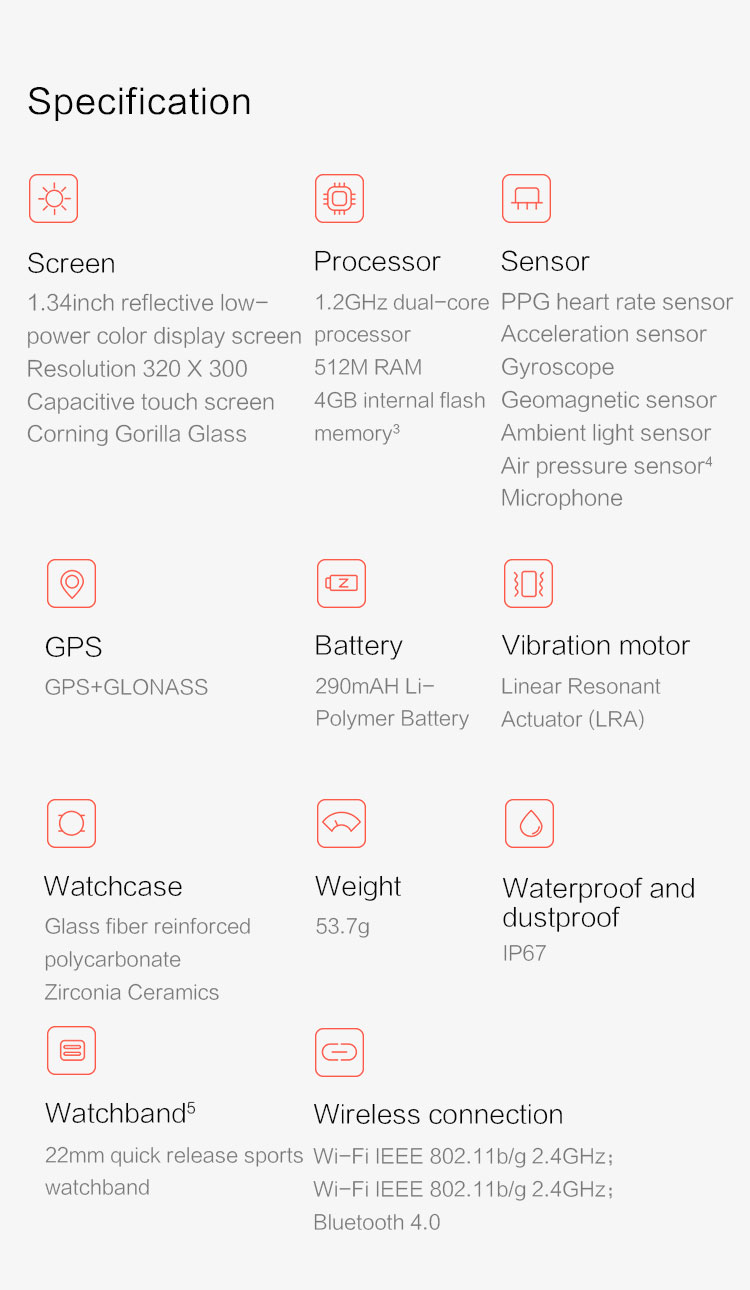 Specification
Screen
1.34inch reflective low-
power color display screen
Resolution 320 X 300
Capacitive touch screen
Corning Gorilla Glass
Processor
1.2GHz dual-core
processor
512M RAM
4GB internal flash
memory³
Sensor
PPG heart rate sensor
Acceleration sensor
Gyroscope
Geomagnetic sensor
Ambient light sensor
Air pressure sensor⁴
Microphone
GPS
GPS+GLONASS
Battery
290mAH Li-
Polymer Battery
Vibration motor
Linear Resonant
Actuator (LRA)
Watchcase
Glass fiber reinforced
polycarbonate
Zirconia Ceramics
Weight
53.7g
Waterproof and
dustproof
IP67
Watchband⁵
22mm quick release sports
watchband
Wireless connection
Wi-Fi IEEE 802.11b/g 2.4GHz;
Wi-Fi IEEE 802.11b/g 2.4GHz;
Bluetooth 4.0